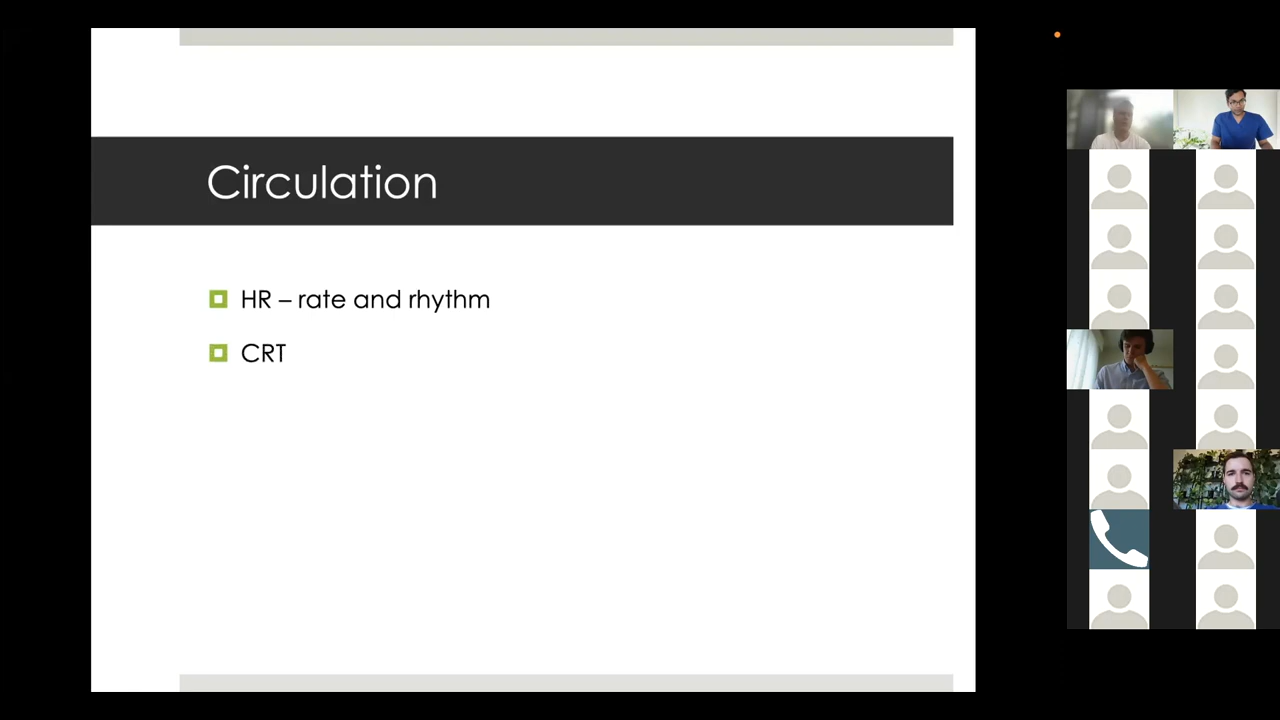 Circulation
HR – rate and rhythm
CRT